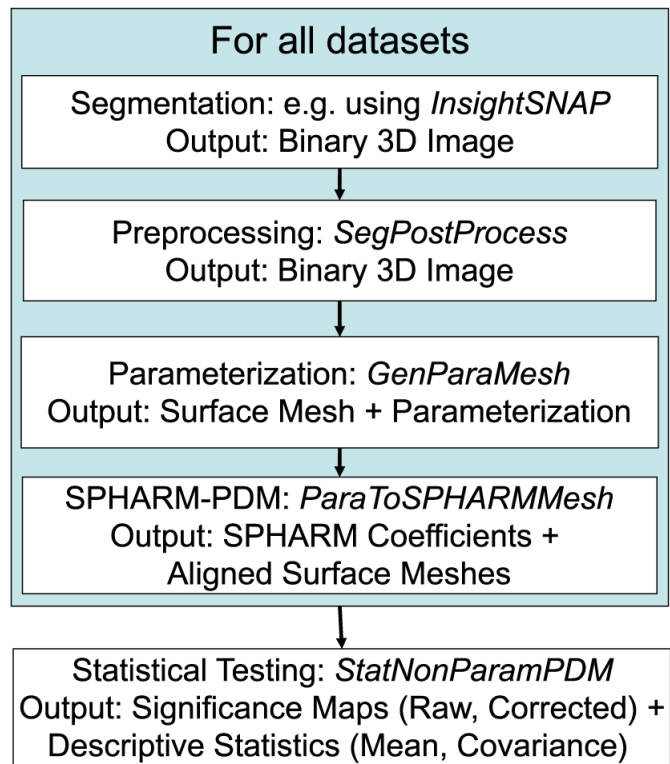 For all datasets
Segmentation: e.g. using InsightSNAP
Output: Binary 3D Image
Preprocessing: SegPostProcess
Output: Binary 3D Image
Parameterization: GenParaMesh
Output: Surface Mesh + Parameterization
SPHARM-PDM: ParaToSPHARMMesh
Output: SPHARM Coefficients +
Aligned Surface Meshes
Statistical Testing: StatNonParamPDM
Output: Significance Maps (Raw, Corrected) +
Descriptive Statistics (Mean, Covariance)